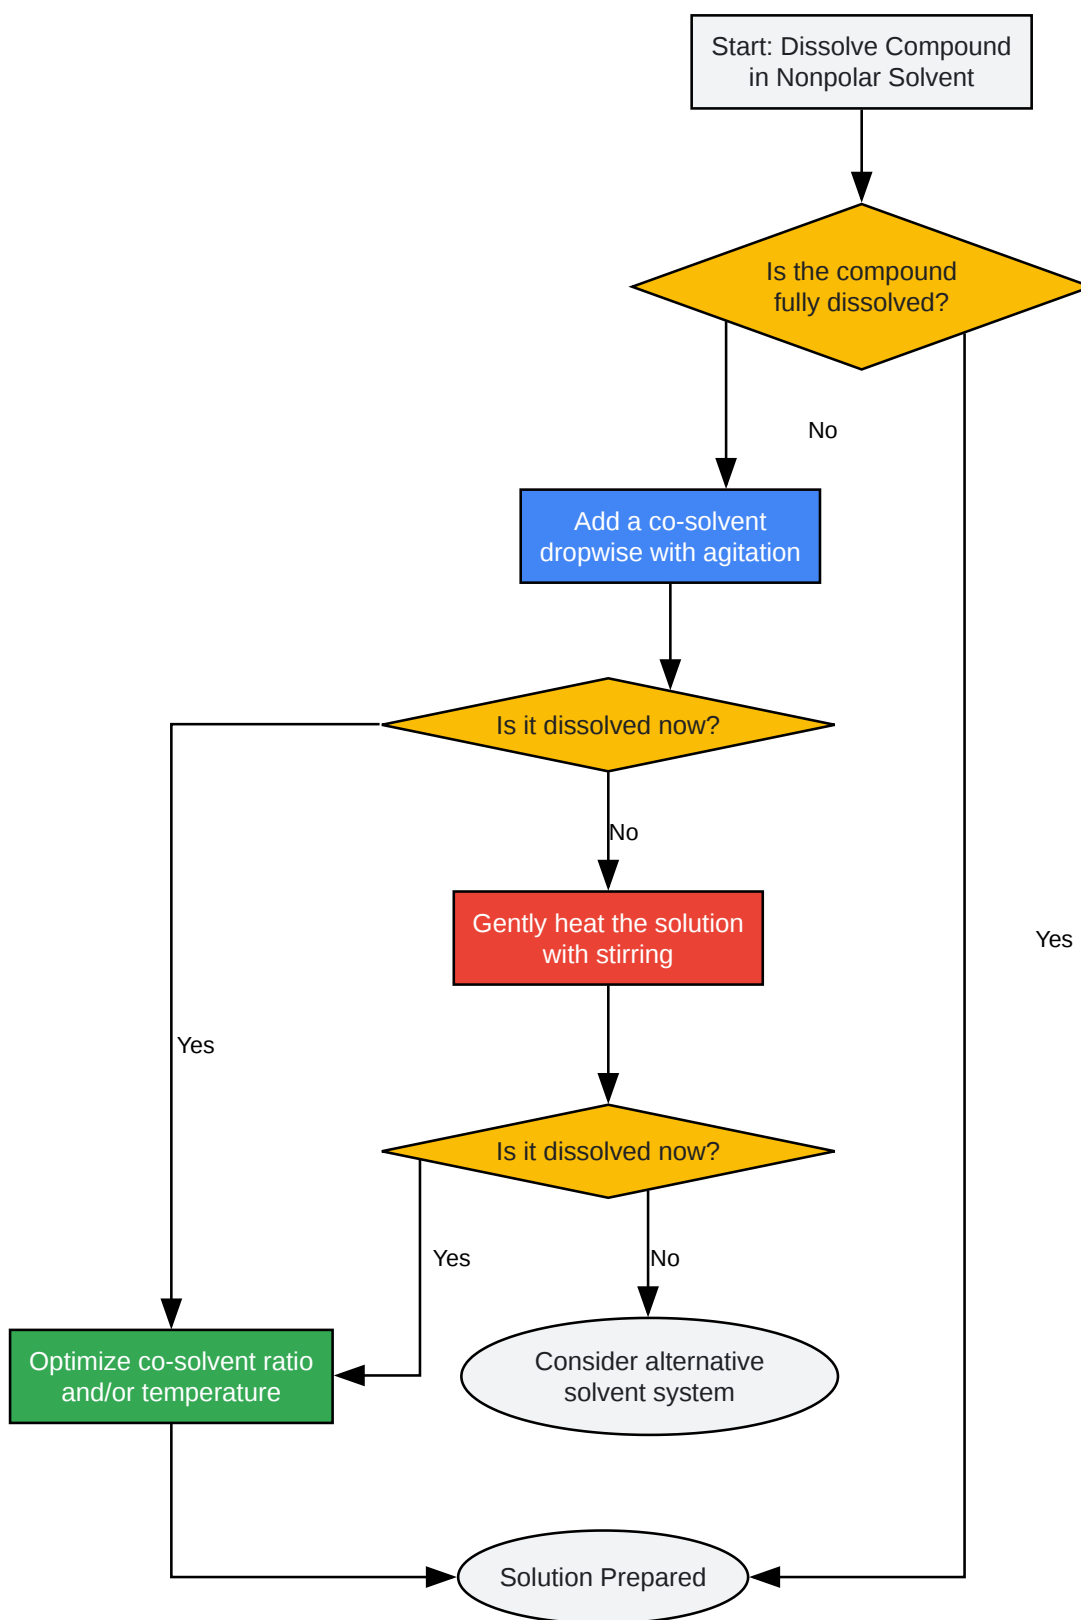 Start: Dissolve Compound
in Nonpolar Solvent
Is the compound
fully dissolved?
No
Add a co-solvent
dropwise with agitation
Is it dissolved now?
No
Gently heat the solution
with stirring
Yes
Yes
Is it dissolved now?
Yes
No
Optimize co-solvent ratio
and/or temperature
Consider alternative
solvent system
Solution Prepared